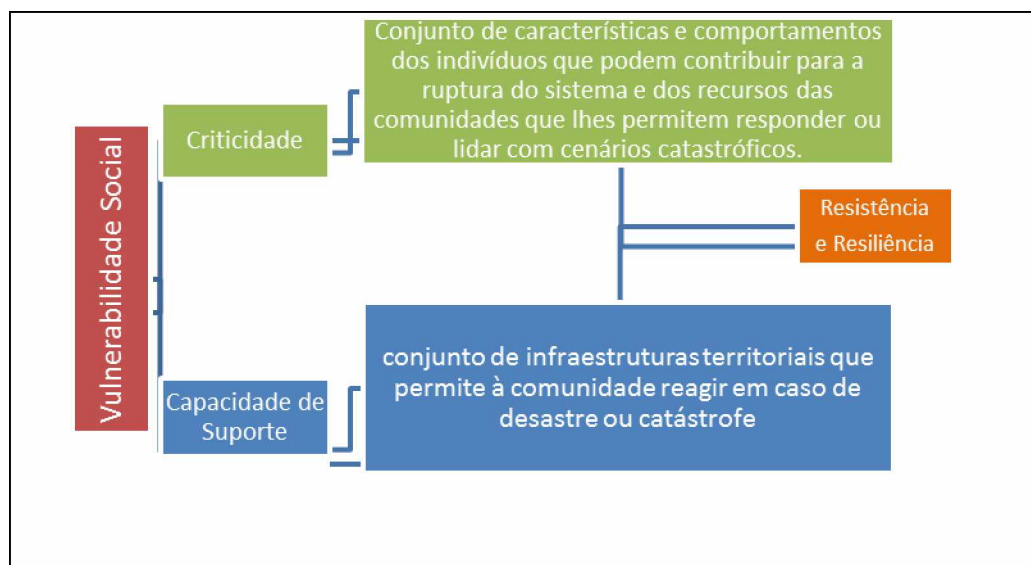 Vulnerabilidade Social
Criticidade
Conjunto de características e comportamentos
dos indivíduos que podem contribuir para a
ruptura do sistema e dos recursos das
comunidades que lhes permitem responder ou
lidar com cenários catastróficos.
Resistência
e Resiliência
Capacidade de
Suporte
conjunto de infraestruturas territoriais que
permite à comunidade reagir em caso de
desastre ou catástrofe